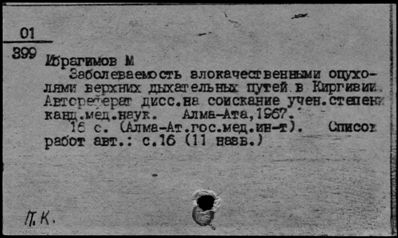 01
399
Ибрагимов М
Заболеваемость злокачественными опухо-
лями верхних дыхательных путей в Киргизии.
Автореферат дисс.на соискание учен.степени
канд.мед.наук. Алма-Ата,1967.
16 с. (Алма-Ат.гос.мед.ин-т). Список
работ авт.: с.16 (11 назв.)
П.К.